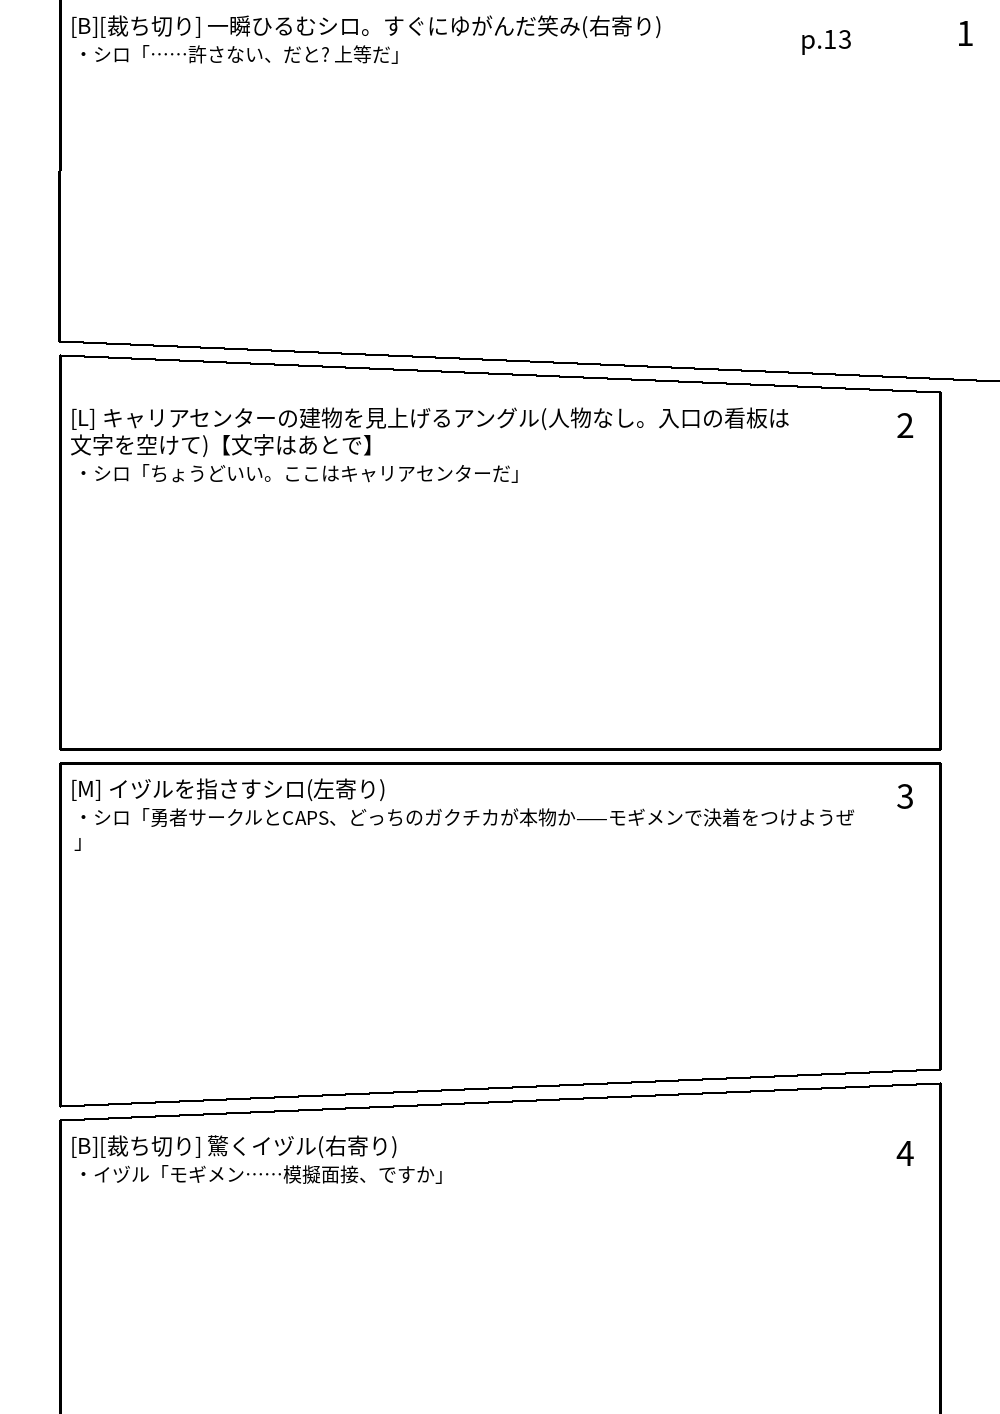 [B][裁ち切り] 一瞬ひるむシロ。すぐにゆがんだ笑み(右寄り)
・シロ「……許さない、だと? 上等だ」
p.13
1
[L] キャリアセンターの建物を見上げるアングル(人物なし。入口の看板は
文字を空けて)【文字はあとで】
・シロ「ちょうどいい。ここはキャリアセンターだ」
2
[M] イヅルを指さすシロ(左寄り)
・シロ「勇者サークルとCAPS、どっちのガクチカが本物か――モギメンで決着をつけようぜ
」
3
[B][裁ち切り] 驚くイヅル(右寄り)
・イヅル「モギメン……模擬面接、ですか」
4